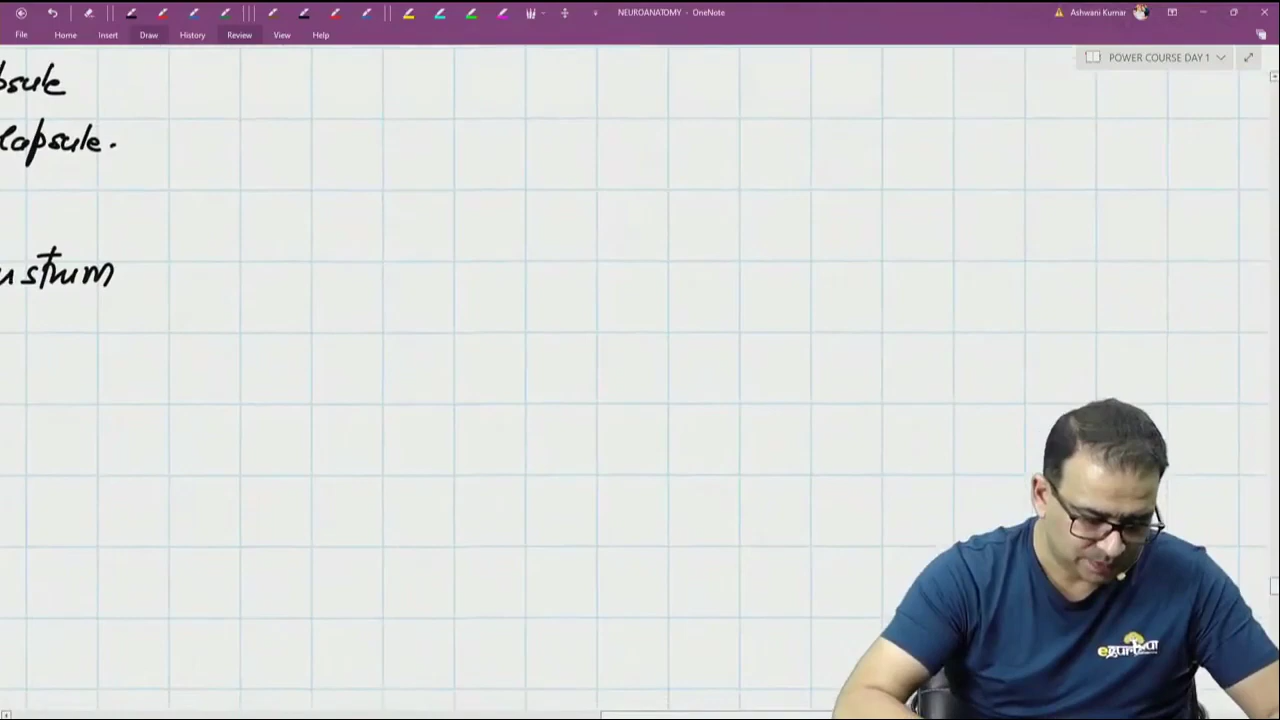 NEUROANATOMY - OneNote
Ashwani Kumar
File Home Insert Draw History Review View Help
POWER COURSE DAY 1
psule
Capsule.
ustrum
egurukul